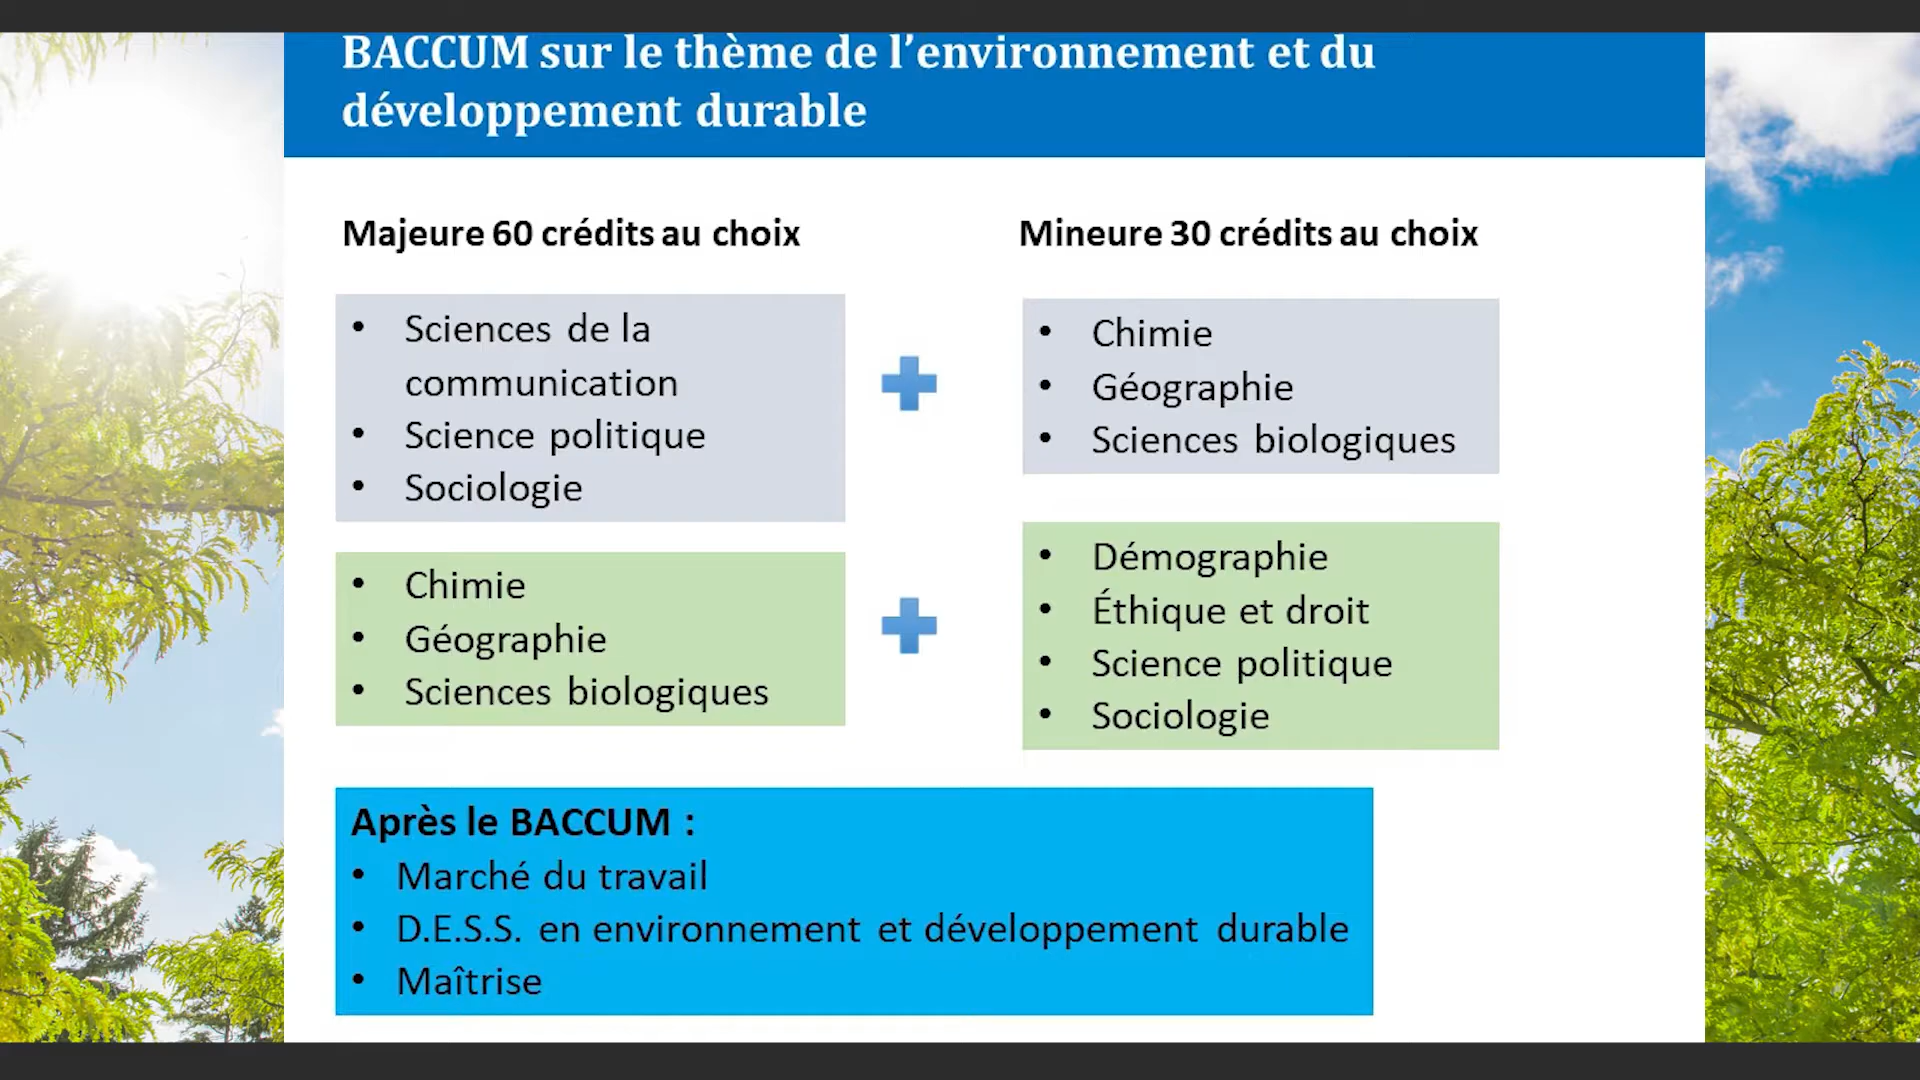 BACCUM sur le thème de l’environnement et du
développement durable
Majeure 60 crédits au choix
• Sciences de la
communication
• Science politique
• Sociologie
Mineure 30 crédits au choix
• Chimie
• Géographie
• Sciences biologiques
• Chimie
• Géographie
• Sciences biologiques
• Démographie
• Éthique et droit
• Science politique
• Sociologie
Après le BACCUM :
• Marché du travail
• D.E.S.S. en environnement et développement durable
• Maîtrise